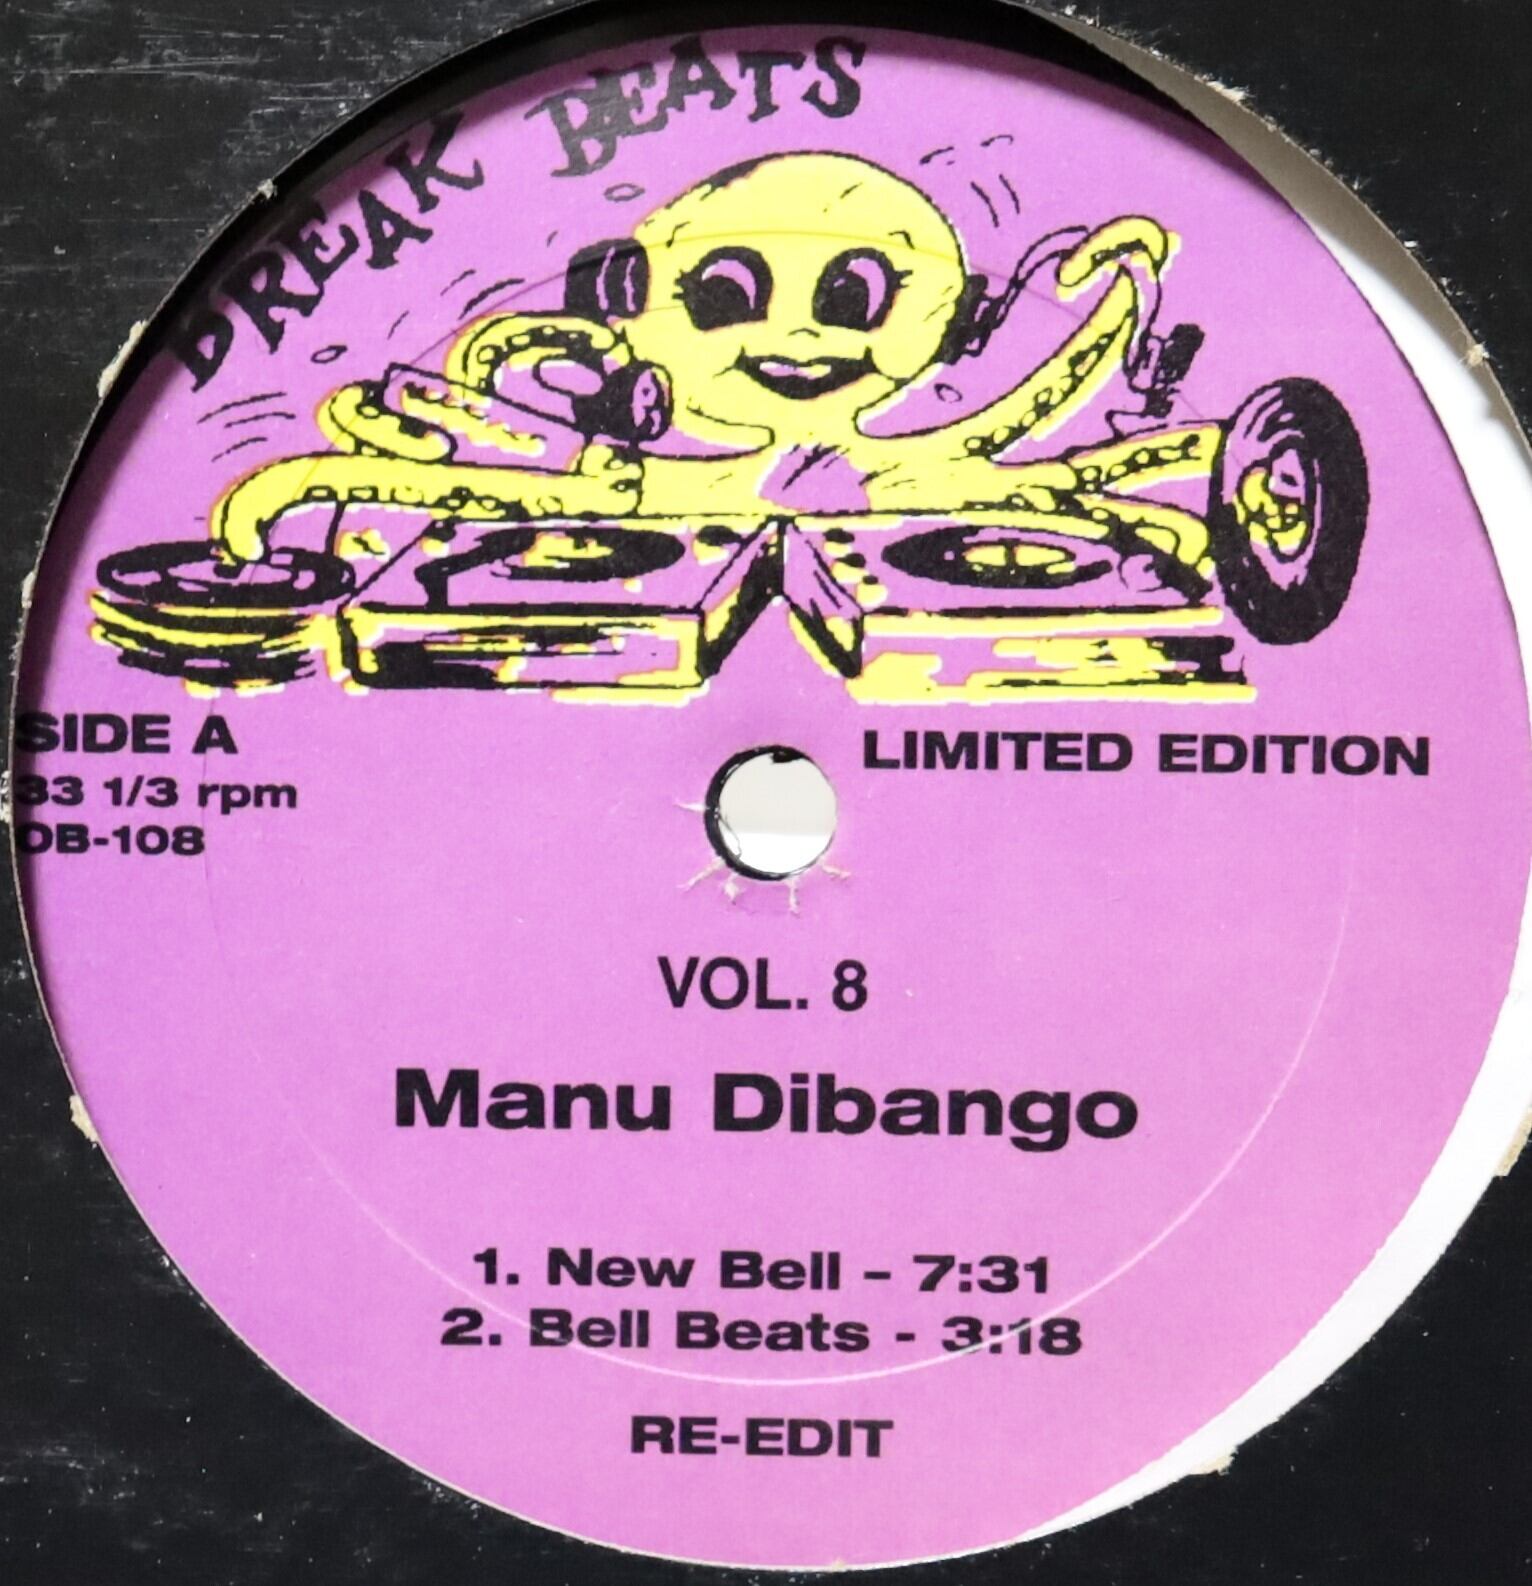 BREAK BEATS
SIDE A
33 1/3 rpm
OB-108
LIMITED EDITION
VOL. 8
Manu Dibango
1. New Bell - 7:31
2. Bell Beats - 3:18
RE-EDIT